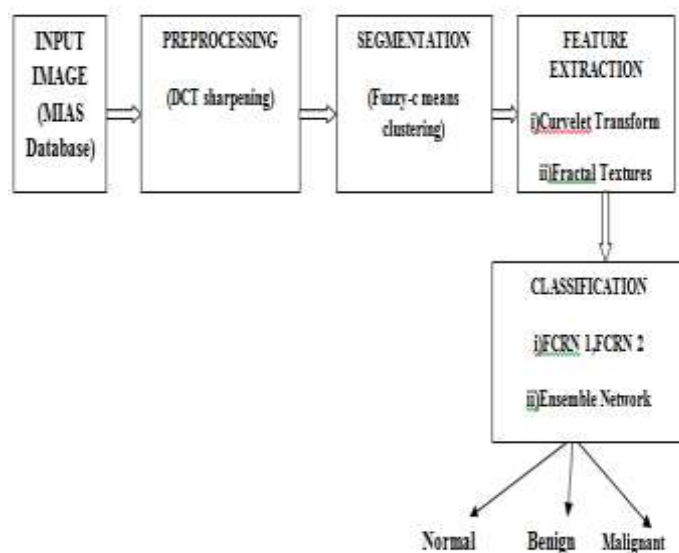 INPUT
IMAGE
(MIAS
Database)
PREPROCESSING
(DCT sharpening)
SEGMENTATION
(Fuzzy-c means
clustering)
FEATURE
EXTRACTION
i)Curvelet Transform
ii)Fractal Textures
CLASSIFICATION
i)FCRN 1,FCRN 2
ii)Ensemble Network
Normal
Benign
Malignant